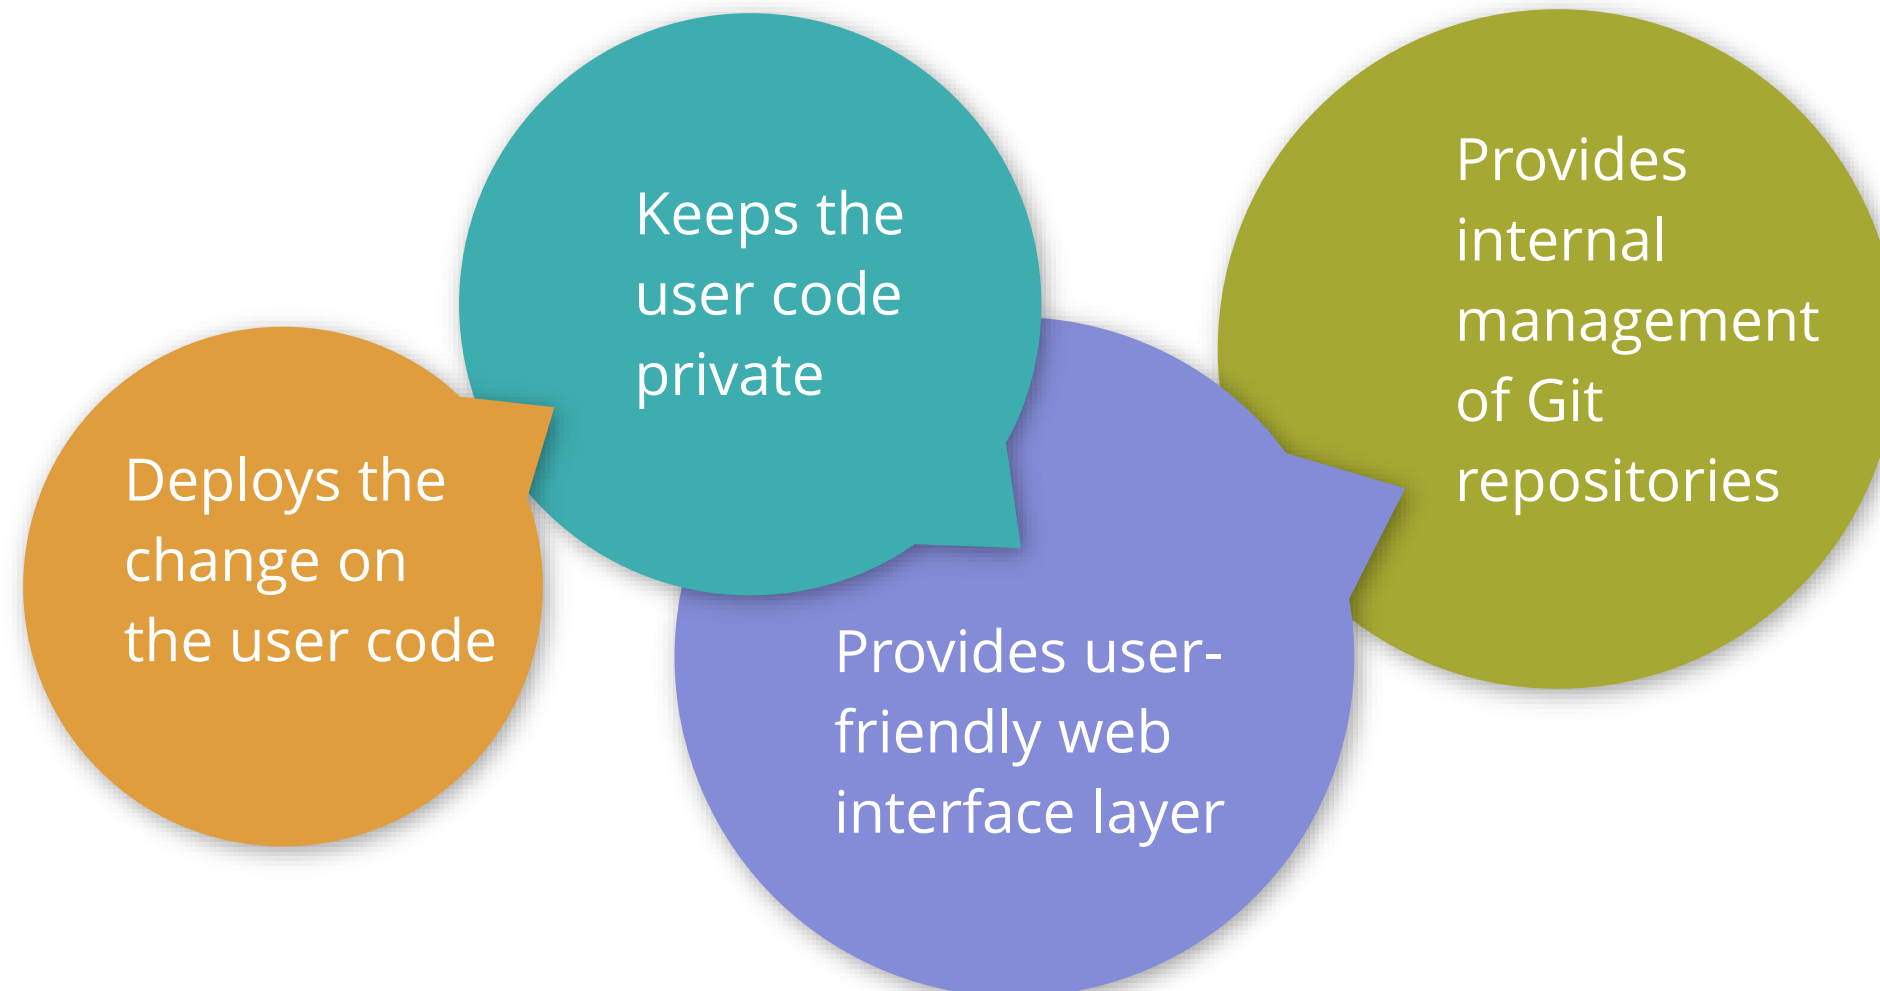 Deploys the
change on
the user code
Keeps the
user code
private
Provides user-
friendly web
interface layer
Provides
internal
management
of Git
repositories